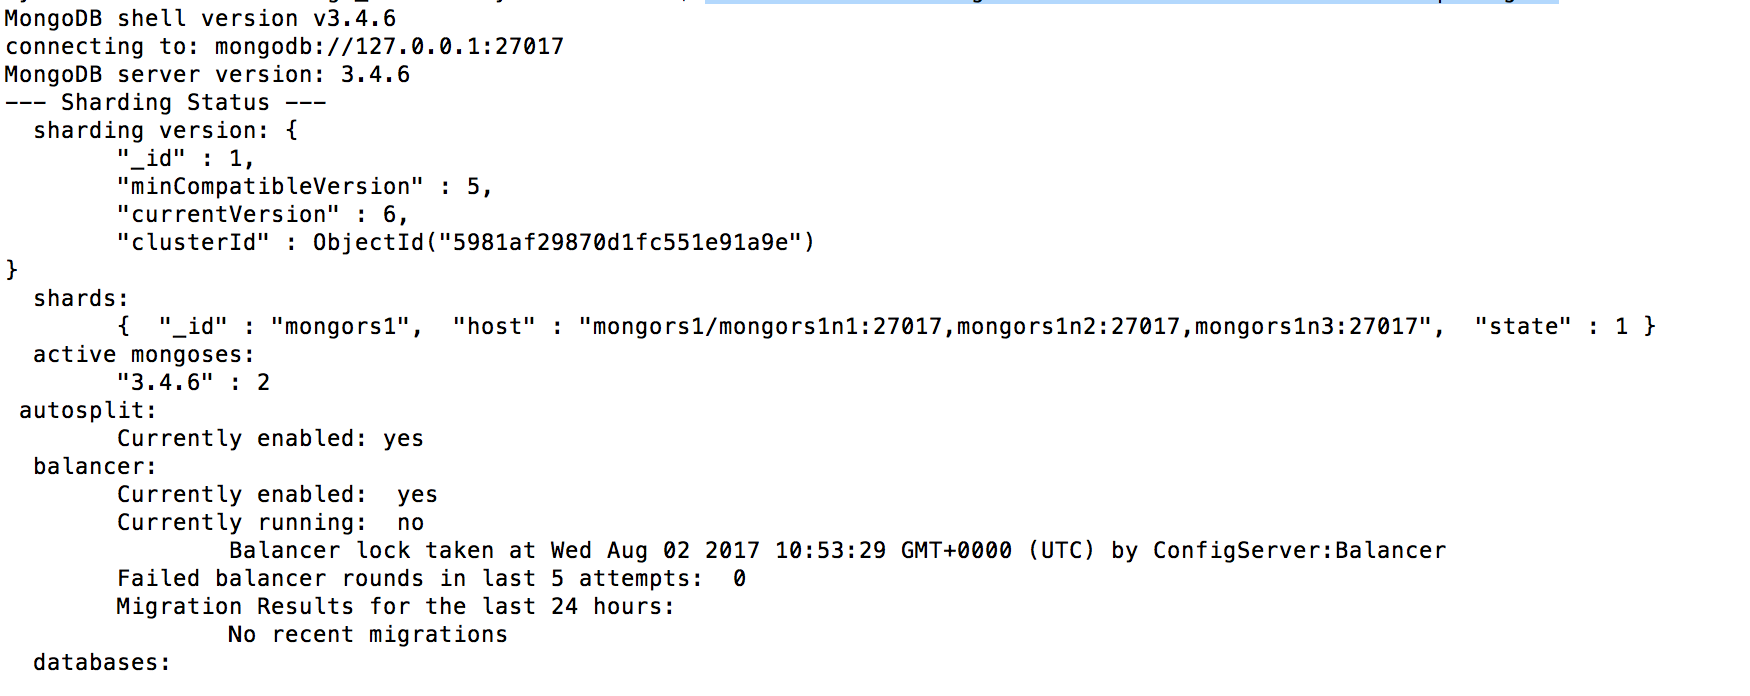 MongoDB shell version v3.4.6
connecting to: mongodb://127.0.0.1:27017
MongoDB server version: 3.4.6
--- Sharding Status ---
  sharding version: {
        "_id" : 1,
        "minCompatibleVersion" : 5,
        "currentVersion" : 6,
        "clusterId" : ObjectId("5981af29870d1fc551e91a9e")
}
  shards:
        {  "_id" : "mongors1",  "host" : "mongors1/mongors1n1:27017,mongors1n2:27017,mongors1n3:27017",  "state" : 1 }
  active mongoses:
        "3.4.6" : 2
 autosplit:
        Currently enabled: yes
  balancer:
        Currently enabled:  yes
        Currently running:  no
                Balancer lock taken at Wed Aug 02 2017 10:53:29 GMT+0000 (UTC) by ConfigServer:Balancer
        Failed balancer rounds in last 5 attempts:  0
        Migration Results for the last 24 hours:
                No recent migrations
  databases: